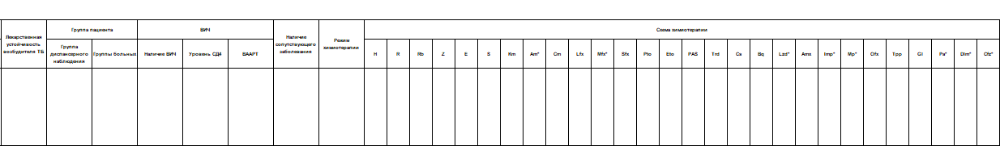 Лекарственная устойчивость возбудителя ТБ
Группа пациента
Группа диспансерного наблюдения
Группы больных
ВИЧ
Наличие ВИЧ
Уровень СД4
ВААРТ
Наличие сопутствующего заболевания
Режим химиотерапии
Схема химиотерапии
H R Rb Z E S Km Am* Cm Lfx Mfx* Sfx Pto Eto PAS Trd Cs Bq Lzd* Amx Imp* Mp* Ofx Tpp Gl Pa* Dlm* Cfz*